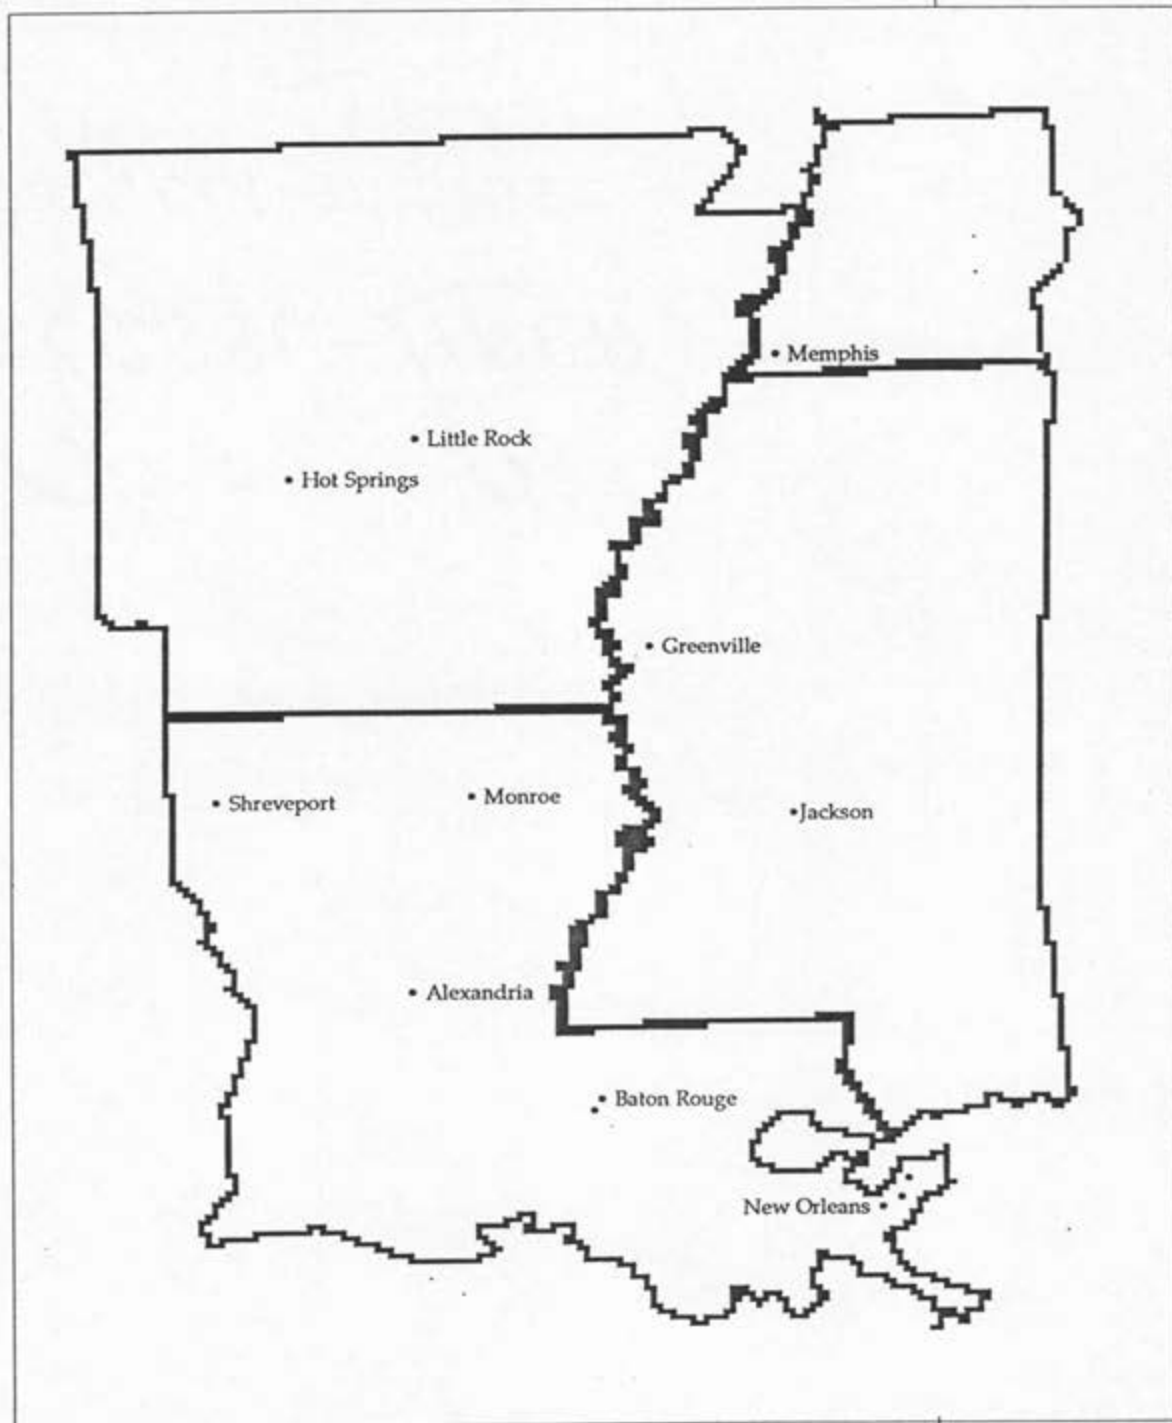 Memphis
Little Rock
Hot Springs
Greenville
Shreveport
Monroe
Jackson
Alexandria
Baton Rouge
New Orleans